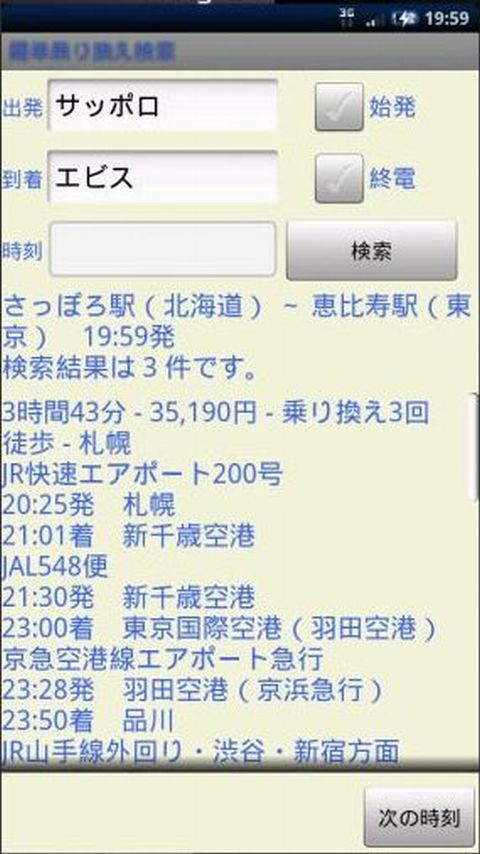 3G 19:59
簡単乗り換え検索
出発 サッポロ 始発
到着 エビス 終電
時刻 検索
さっぽろ駅（北海道） ~ 恵比寿駅（東
京） 19:59発
検索結果は３件です。
3時間43分 - 35,190円 - 乗り換え3回
徒歩 - 札幌
JR快速エアポート200号
20:25発 札幌
21:01着 新千歳空港
JAL548便
21:30発 新千歳空港
23:00着 東京国際空港（羽田空港）
京急空港線エアポート急行
23:28発 羽田空港（京浜急行）
23:50着 品川
JR山手線外回り・渋谷・新宿方面
次の時刻